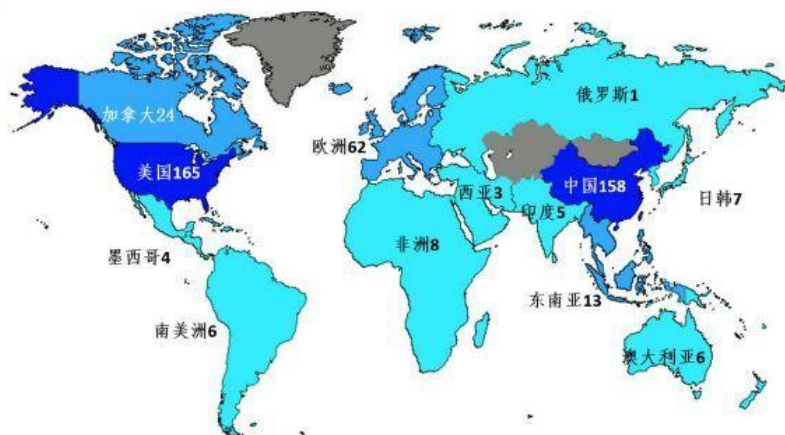 俄罗斯1
加拿大24
欧洲62
美国165
中国158
西亚3
日韩7
印度5
非洲8
墨西哥4
东南亚13
南美洲6
澳大利亚6